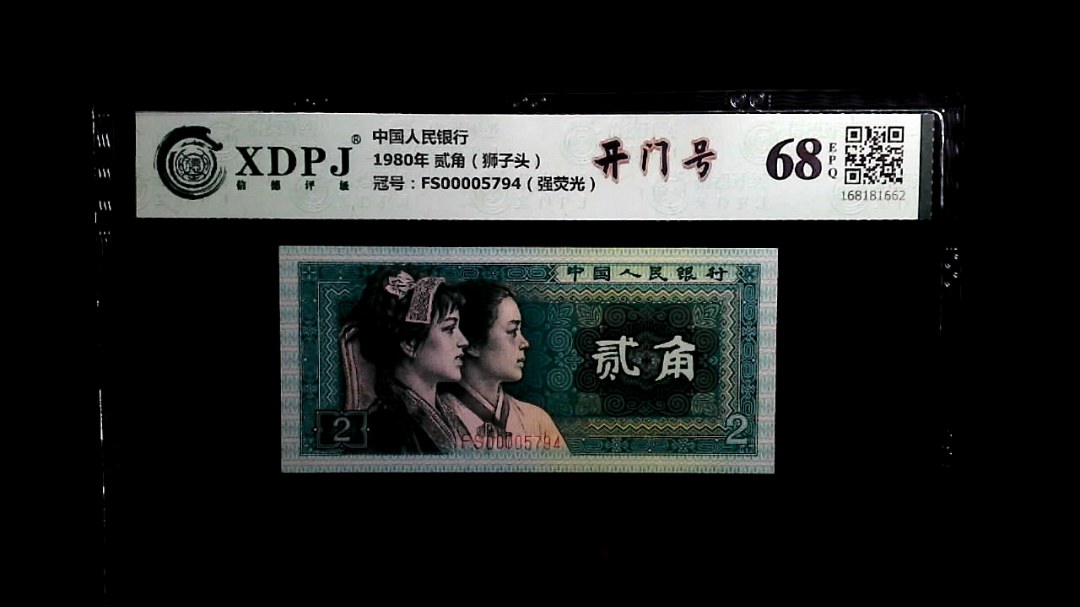 XDPJ®
信德评级
中国人民银行
1980年 贰角（狮子头）
冠号：FS00005794（强荧光）
开门号
68
EPQ
168181662
中国人民银行
贰角
2
FS00005794
2